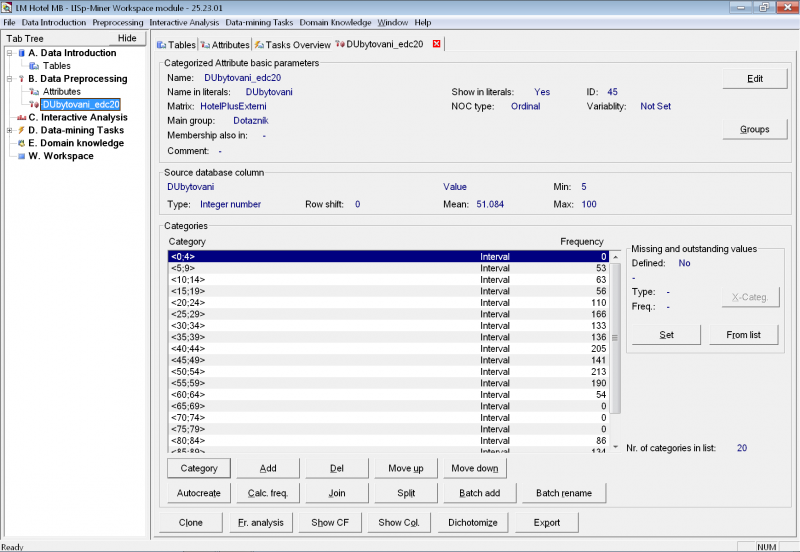 LM Hotel MB - LISp-Miner Workspace module - 25.23.01
File Data Introduction Preprocessing Interactive Analysis Data-mining Tasks Domain Knowledge Window Help
Tab Tree Hide
A. Data Introduction
Tables
B. Data Preprocessing
Attributes
DUbytovani_edc20
C. Interactive Analysis
D. Data-mining Tasks
E. Domain knowledge
W. Workspace
Tables Attributes Tasks Overview DUbytovani_edc20
Categorized Attribute basic parameters
Name: DUbytovani_edc20
Edit
Name in literals: DUbytovani Show in literals: Yes ID: 45
Matrix: HotelPlusExterni NOC type: Ordinal Variablity: Not Set
Main group: Dotazník
Groups
Membership also in: -
Comment: -
Source database column
DUbytovani Value Min: 5
Type: Integer number Row shift: 0 Mean: 51.084 Max: 100
Categories
Category Frequency
<0;4> Interval 0
<5;9> Interval 53
<10;14> Interval 63
<15;19> Interval 56
<20;24> Interval 110
<25;29> Interval 166
<30;34> Interval 133
<35;39> Interval 136
<40;44> Interval 205
<45;49> Interval 141
<50;54> Interval 213
<55;59> Interval 190
<60;64> Interval 54
<65;69> Interval 0
<70;74> Interval 0
<75;79> Interval 0
<80;84> Interval 86
<85;89> Interval 134
Missing and outstanding values
Defined: No
-
Type: -
X-Categ.
Freq.: -
Set From list
Nr. of categories in list: 20
Category Add Del Move up Move down
Autocreate Calc. freq. Join Split Batch add Batch rename
Clone Fr. analysis Show CF Show Col. Dichotomize Export
Ready NUM